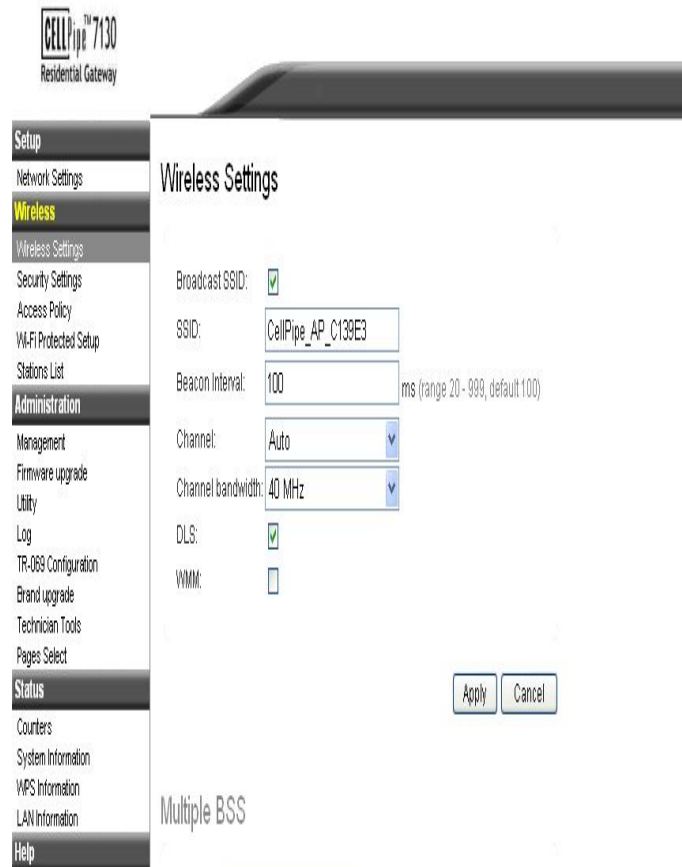 CELLPipe™ 7130
Residential Gateway
Setup
Network Settings
Wireless
Wireless Settings
Security Settings
Access Policy
Wi-Fi Protected Setup
Stations List
Administration
Management
Firmware upgrade
Utility
Log
TR-069 Configuration
Brand upgrade
Technician Tools
Pages Select
Status
Counters
System Information
WPS Information
LAN Information
Help
Wireless Settings
Broadcast SSID:
SSID: CellPipe_AP_C139E3
Beacon Interval: 100 ms (range 20 - 999, default 100)
Channel: Auto
Channel bandwidth: 40 MHz
DLS:
WMM:
Apply Cancel
Multiple BSS